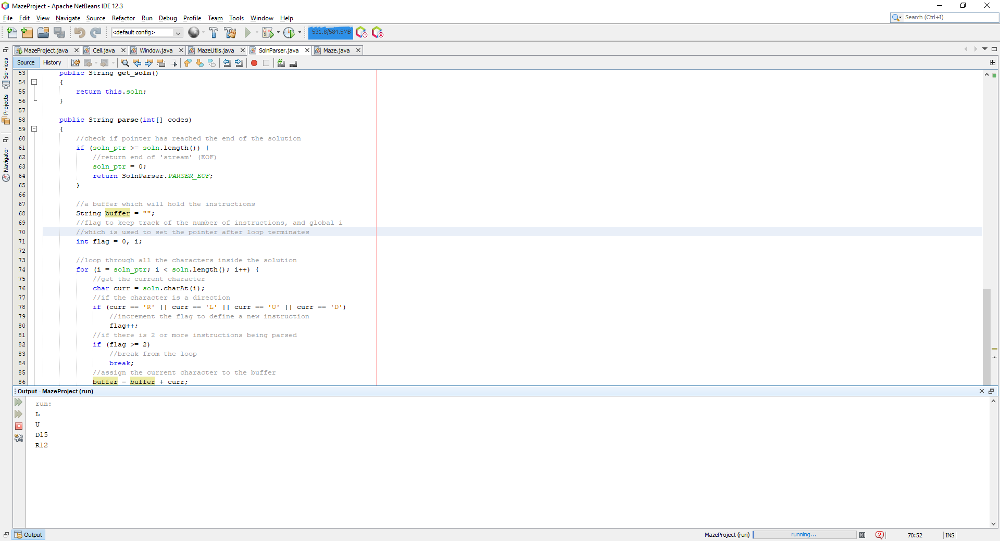 MazeProject - Apache NetBeans IDE 12.3
File Edit View Navigate Source Refactor Run Debug Profile Team Tools Window Help
Search (Ctrl+I)
<default config>
531.8/584.5MB
MazeProject.java Cell.java Window.java MazeUtils.java SolnParser.java Maze.java
Source History
Services
Projects
Navigator
53 public String get_soln()
54 {
55 return this.soln;
56 }
57
58 public String parse(int[] codes)
59 {
60 //check if pointer has reached the end of the solution
61 if (soln_ptr >= soln.length()) {
62 //return end of 'stream' (EOF)
63 soln_ptr = 0;
64 return SolnParser.PARSER_EOF;
65 }
66
67 //a buffer which will hold the instructions
68 String buffer = "";
69 //flag to keep track of the number of instructions, and global i
70 //which is used to set the pointer after loop terminates
71 int flag = 0, i;
72
73 //loop through all the characters inside the solution
74 for (i = soln_ptr; i < soln.length(); i++) {
75 //get the current character
76 char curr = soln.charAt(i);
77 //if the character is a direction
78 if (curr == 'R' || curr == 'L' || curr == 'U' || curr == 'D')
79 //increment the flag to define a new instruction
80 flag++;
81 //if there is 2 or more instructions being parsed
82 if (flag >= 2)
83 //break from the loop
84 break;
85 //assign the current character to the buffer
86 buffer = buffer + curr;
Output - MazeProject (run)
run:
L
U
D15
R12
Output
MazeProject (run) running... 2 70:52 INS